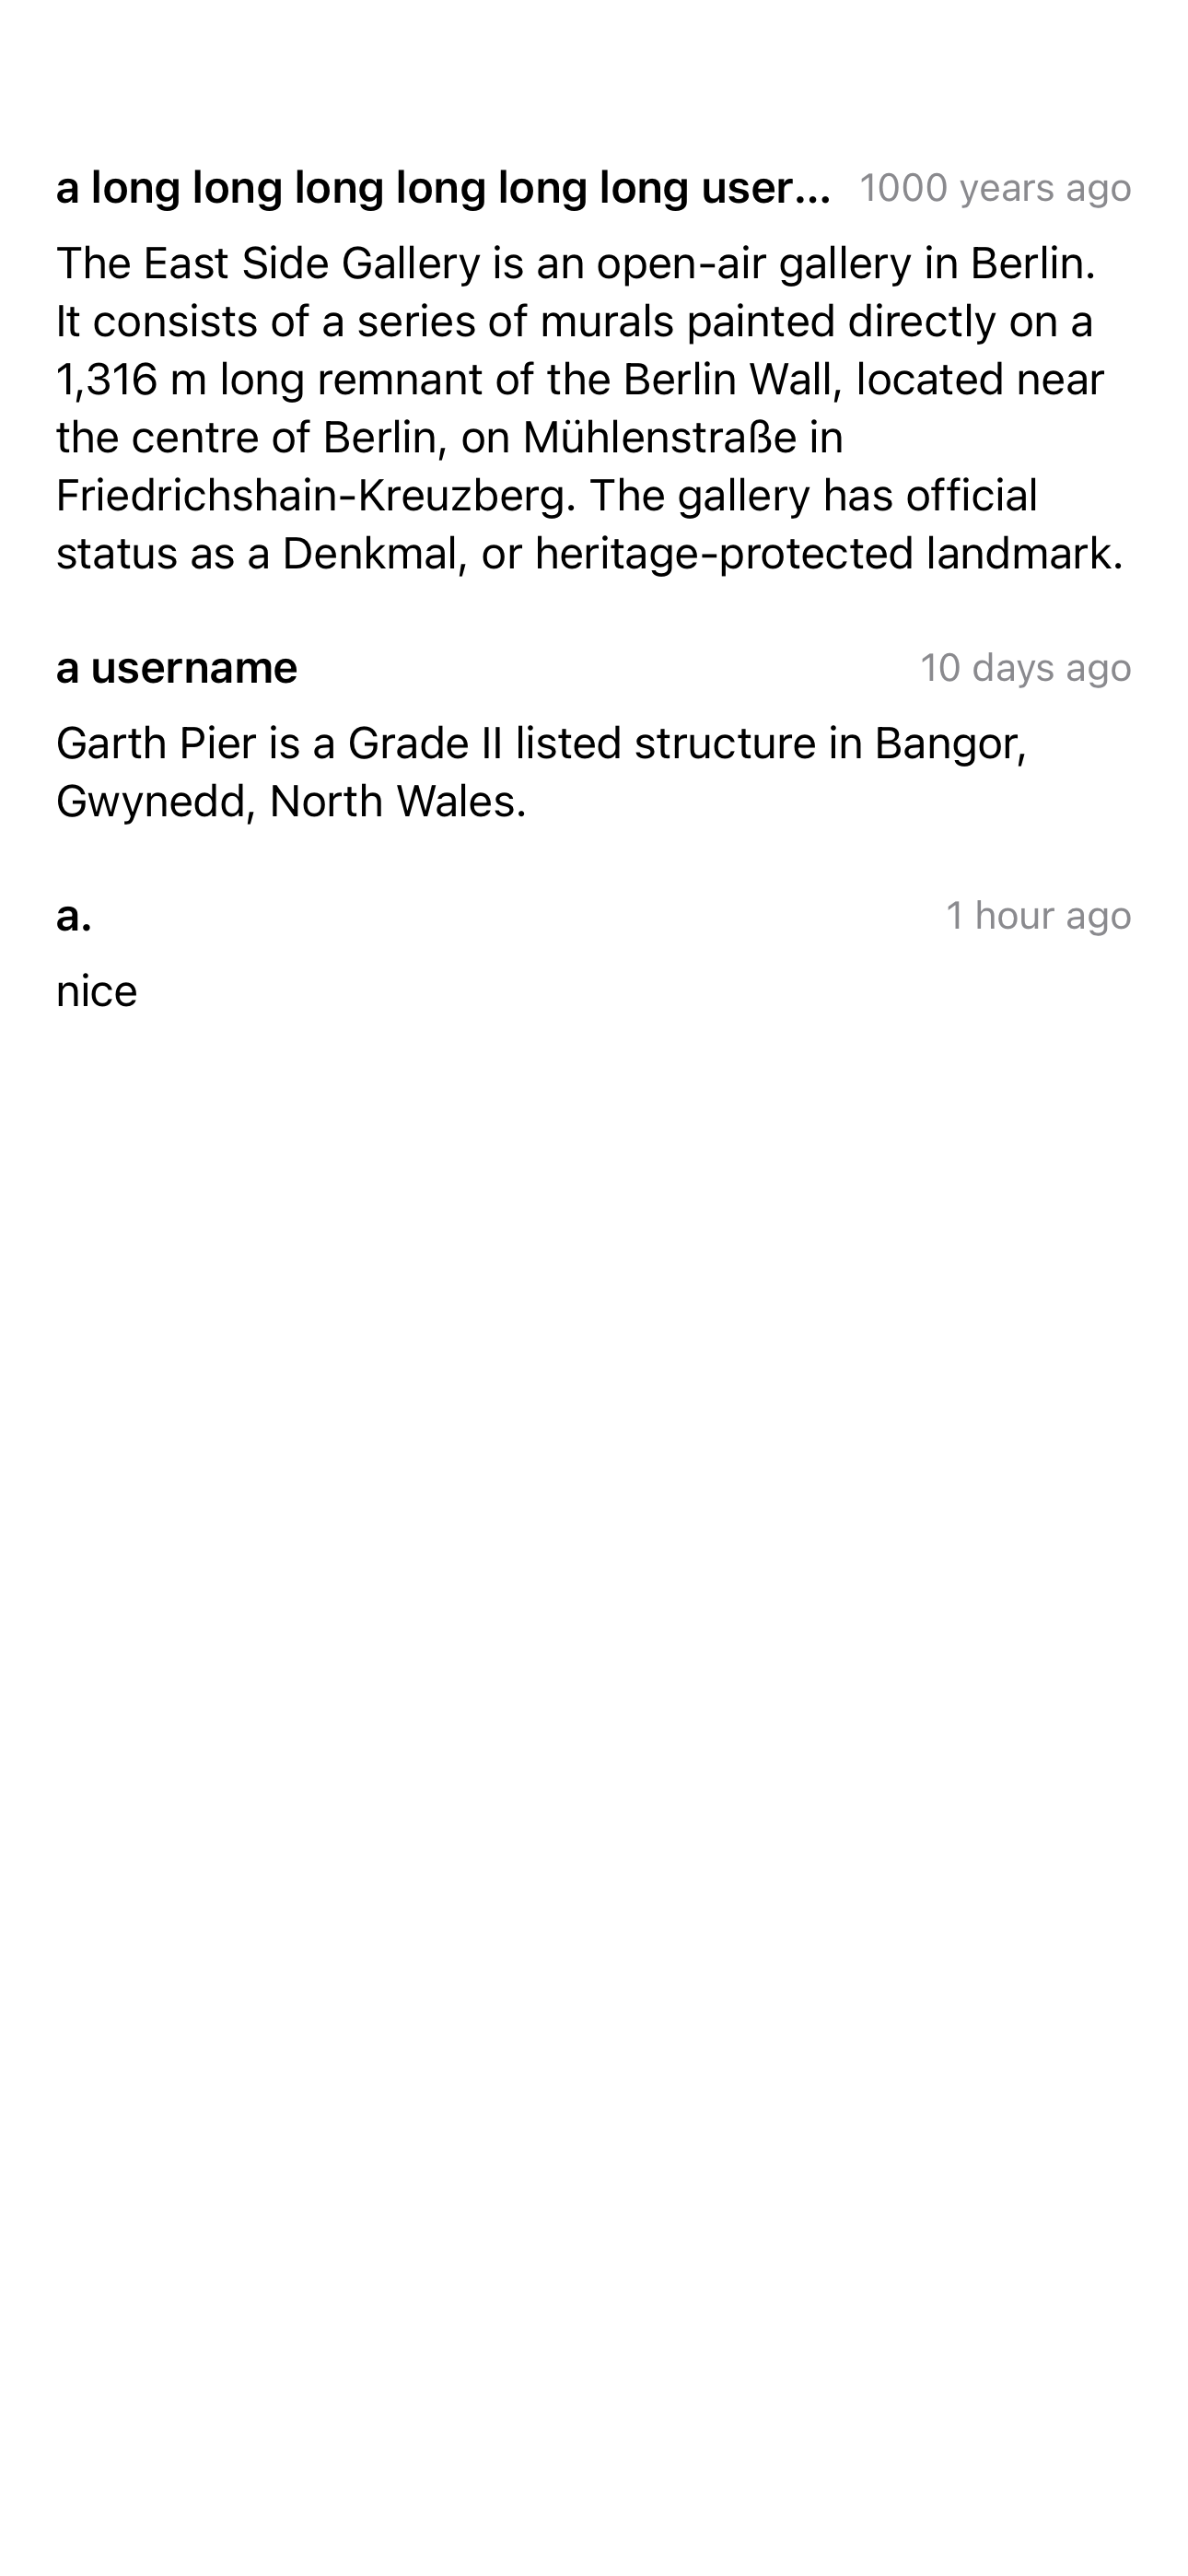 a long long long long long long user... 1000 years ago
The East Side Gallery is an open-air gallery in Berlin.
It consists of a series of murals painted directly on a
1,316 m long remnant of the Berlin Wall, located near
the centre of Berlin, on Mühlenstraße in
Friedrichshain-Kreuzberg. The gallery has official
status as a Denkmal, or heritage-protected landmark.
a username 10 days ago
Garth Pier is a Grade II listed structure in Bangor,
Gwynedd, North Wales.
a. 1 hour ago
nice